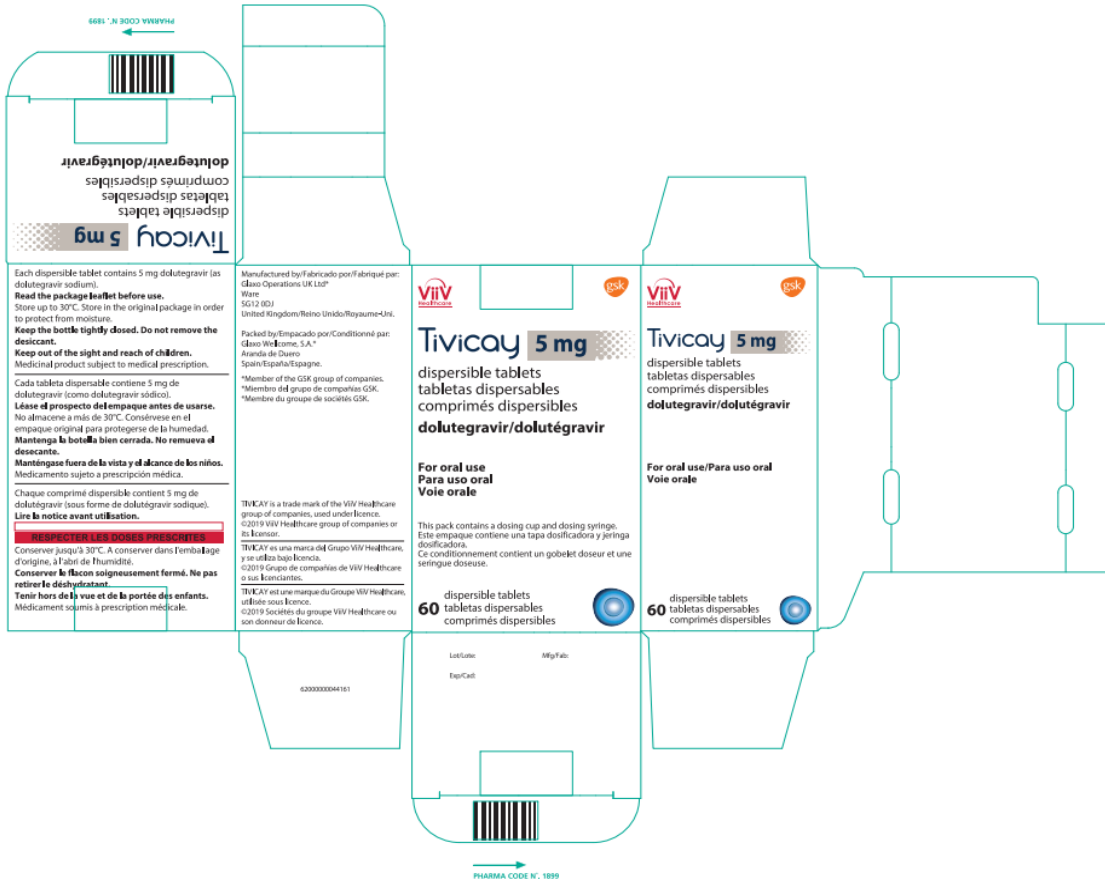 PHARMA CODE N°. 1899
dolutegravir/dolutégravir
comprimés dispersibles
tabletas dispersables
dispersible tablets
Tivicay 5 mg
Each dispersible tablet contains 5 mg dolutegravir (as
dolutegravir sodium).
Read the package leaflet before use.
Store up to 30°C. Store in the original package in order
to protect from moisture.
Keep the bottle tightly closed. Do not remove the
desiccant.
Keep out of the sight and reach of children.
Medicinal product subject to medical prescription.
Cada tableta dispersable contiene 5 mg de
dolutegravir (como dolutegravir sódico).
Léase el prospecto del empaque antes de usarse.
No almacene a más de 30°C. Consérvese en el
empaque original para protegerse de la humedad.
Mantenga la botella bien cerrada. No remueva el
desecante.
Manténgase fuera de la vista y el alcance de los niños.
Medicamento sujeto a prescripción médica.
Chaque comprimé dispersible contient 5 mg de
dolutégravir (sous forme de dolutégravir sodique).
Lire la notice avant utilisation.
RESPECTER LES DOSES PRESCRITES
Conserver jusqu'à 30°C. A conserver dans l'emballage
d'origine, à l'abri de l'humidité.
Conserver le flacon soigneusement fermé. Ne pas
retirer le déshydratant.
Tenir hors de la vue et de la portée des enfants.
Médicament soumis à prescription médicale.
Manufactured by/Fabricado por/Fabriqué par:
Glaxo Operations UK Ltd*
Ware
SG12 0DJ
United Kingdom/Reino Unido/Royaume-Uni.
Packed by/Empacado por/Conditionné par:
Glaxo Wellcome, S.A.*
Aranda de Duero
Spain/España/Espagne.
*Member of the GSK group of companies.
*Miembro del grupo de compañías GSK.
*Membre du groupe de sociétés GSK.
TIVICAY is a trade mark of the ViiV Healthcare
group of companies, used under licence.
©2019 ViiV Healthcare group of companies or
its licensor.
TIVICAY es una marca del Grupo ViiV Healthcare,
y se utiliza bajo licencia.
©2019 Grupo de compañías de ViiV Healthcare
o sus licenciantes.
TIVICAY est une marque du Groupe ViiV Healthcare,
utilisée sous licence.
©2019 Sociétés du groupe ViiV Healthcare ou
son donneur de licence.
62000000044161
ViiV
Healthcare
gsk
Tivicay 5 mg
dispersible tablets
tabletas dispersables
comprimés dispersibles
dolutegravir/dolutégravir
For oral use
Para uso oral
Voie orale
This pack contains a dosing cup and dosing syringe.
Este empaque contiene una tapa dosificadora y jeringa
dosificadora.
Ce conditionnement contient un gobelet doseur et une
seringue doseuse.
60 dispersible tablets
tabletas dispersables
comprimés dispersibles
Lot/Lote: Mfg/Fab:
Exp/Cad:
PHARMA CODE N°. 1899
ViiV
Healthcare
gsk
Tivicay 5 mg
dispersible tablets
tabletas dispersables
comprimés dispersibles
dolutegravir/dolutégravir
For oral use/Para uso oral
Voie orale
60 dispersible tablets
tabletas dispersables
comprimés dispersibles